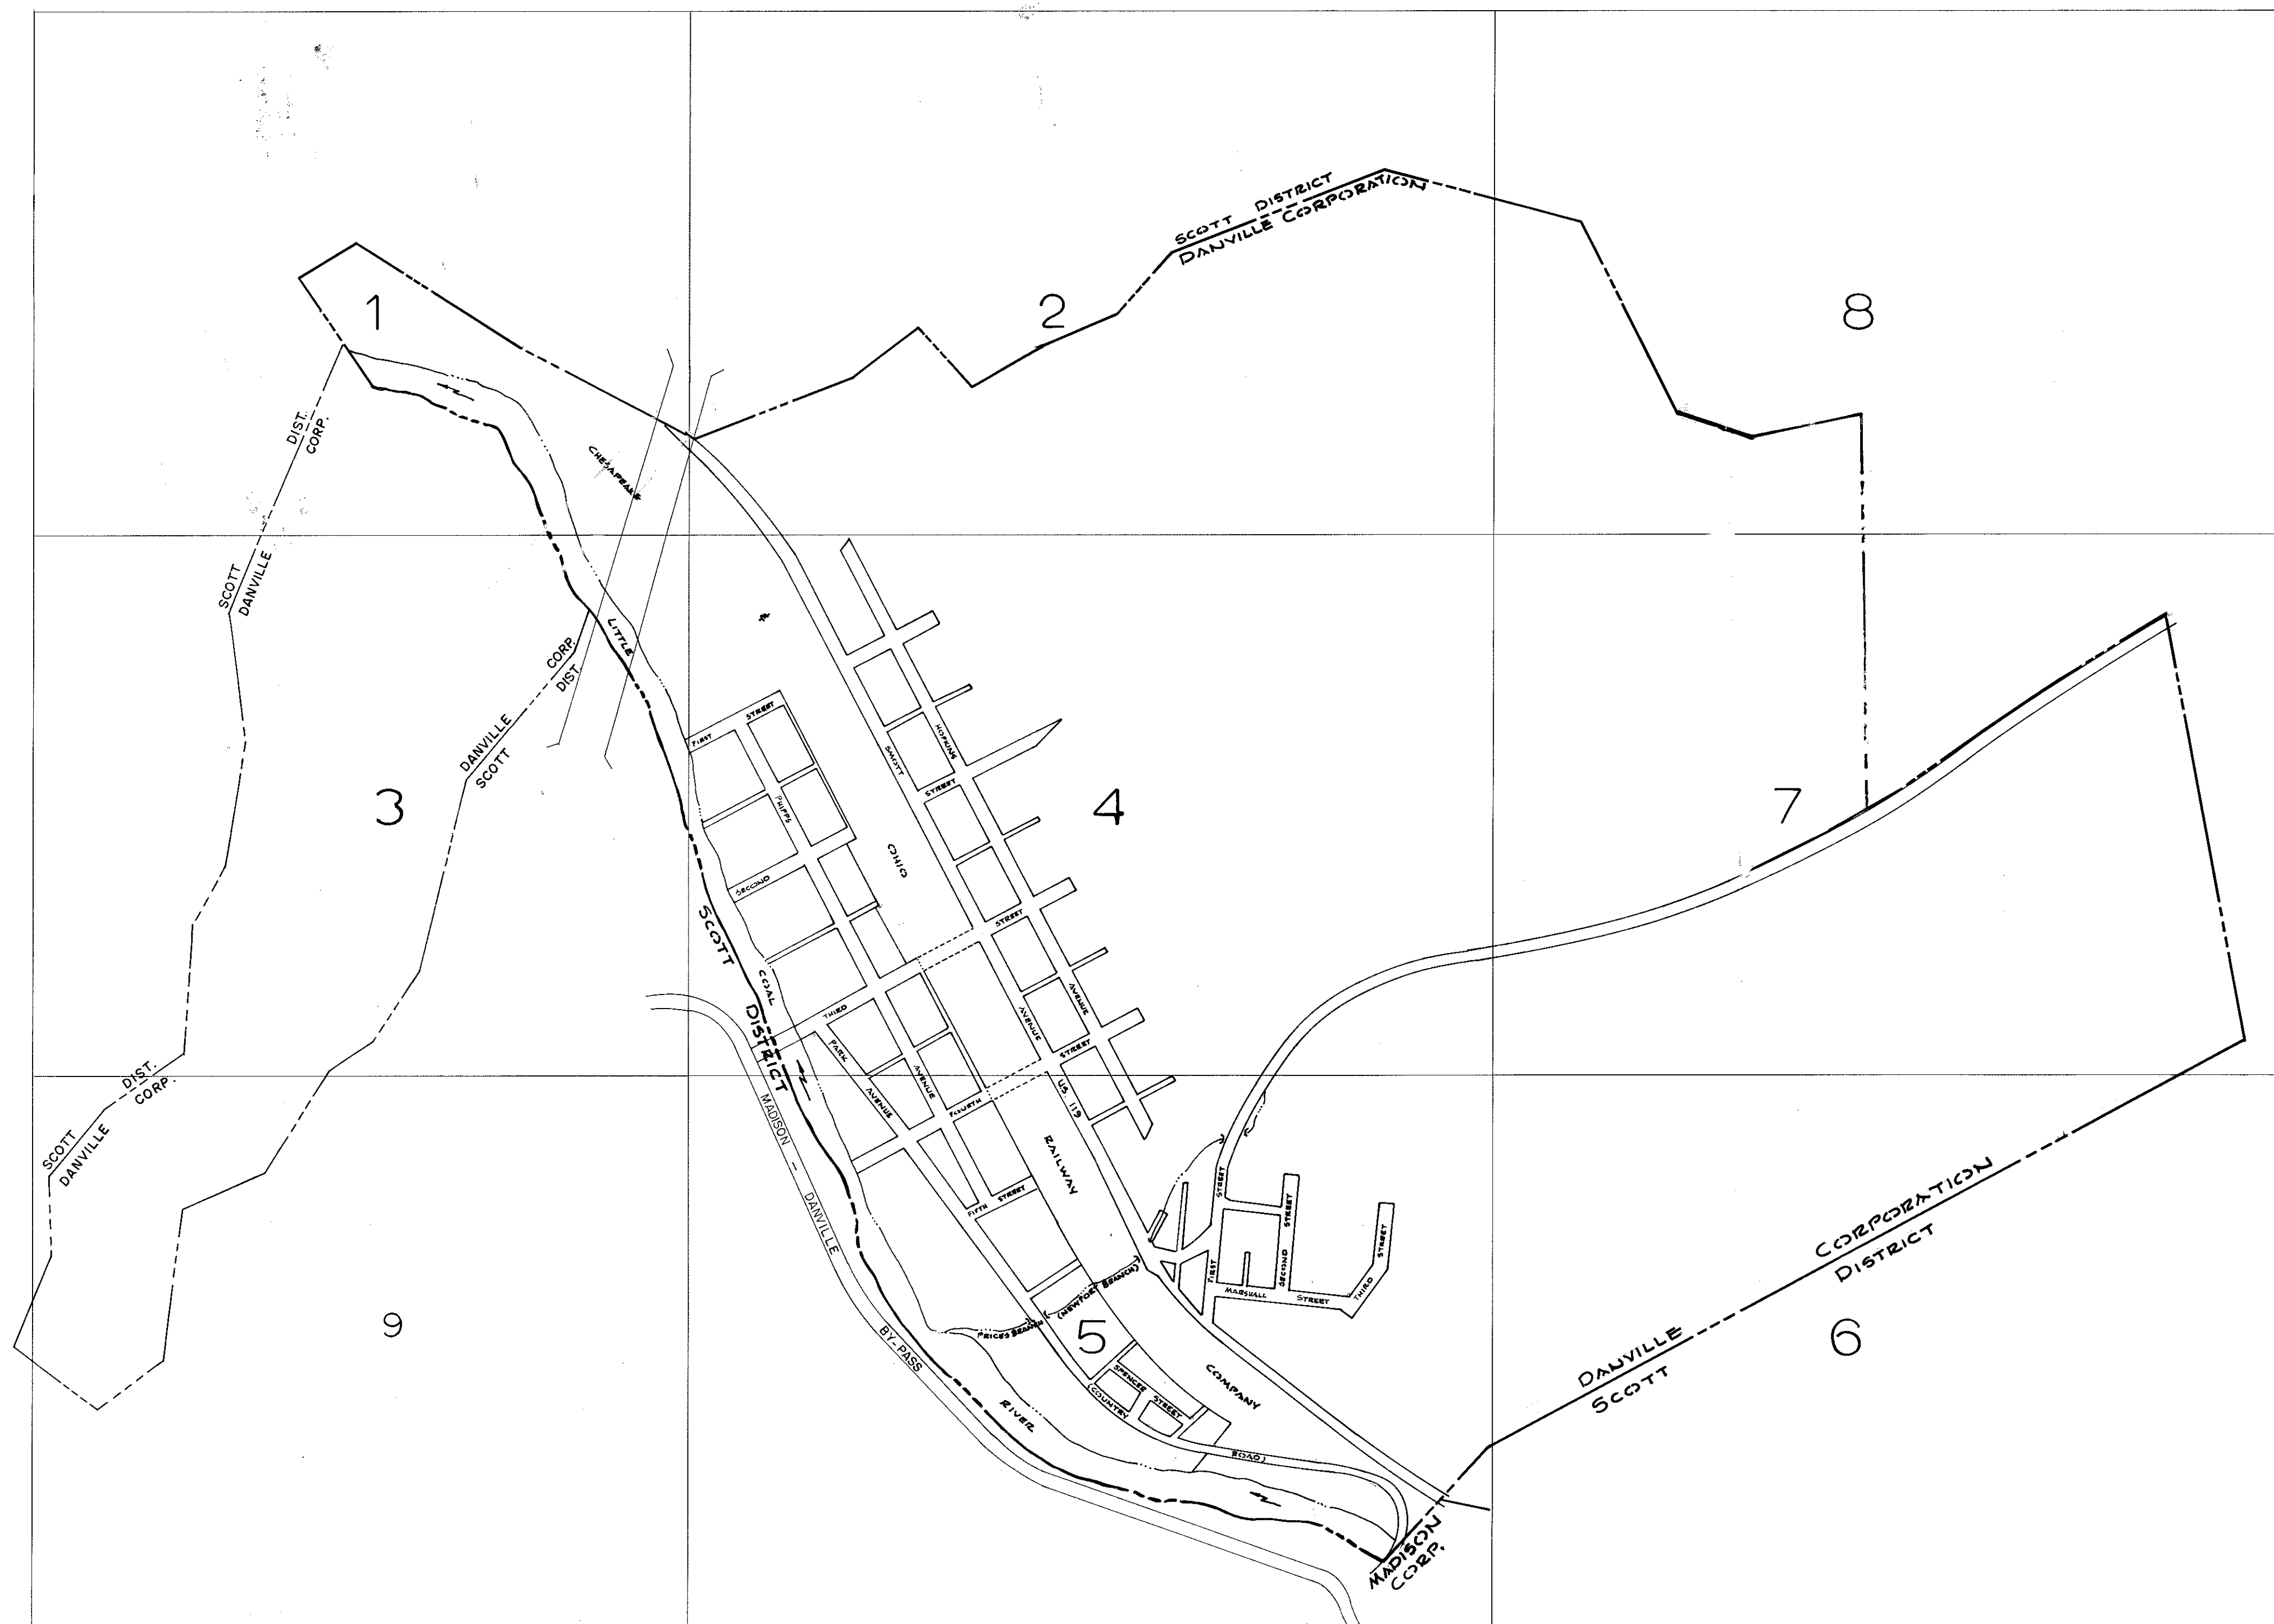 SCOTT DISTRICT
DANVILLE CORPORATION
1
2
8
DIST.
CORP.
CHESAPEAKE
&
SCOTT
DANVILLE
LITTLE
CORP.
DIST.
DANVILLE
SCOTT
3
4
7
FIRST STREET
PHIPPS
SECOND
SMOOT
HOPKINS
STREET
OHIO
SCOTT
DISTRICT
COAL
STREET
THIRD
PARK
AVENUE
AVENUE
AVENUE
AVENUE
STREET
FOURTH
U.S. 119
DIST.
CORP.
SCOTT
DANVILLE
MADISON - DANVILLE
BY-PASS
RAILWAY
FIFTH STREET
STREET
FIRST
SECOND STREET
MARSHALL STREET
THIRD STREET
PRICES BRANCH
(NEWPORT BRANCH)
9
5
6
SPENCER STREET
(COUNTRY
ROAD)
COMPANY
RIVER
CORPORATION
DISTRICT
DANVILLE
SCOTT
MADISON
CORP.